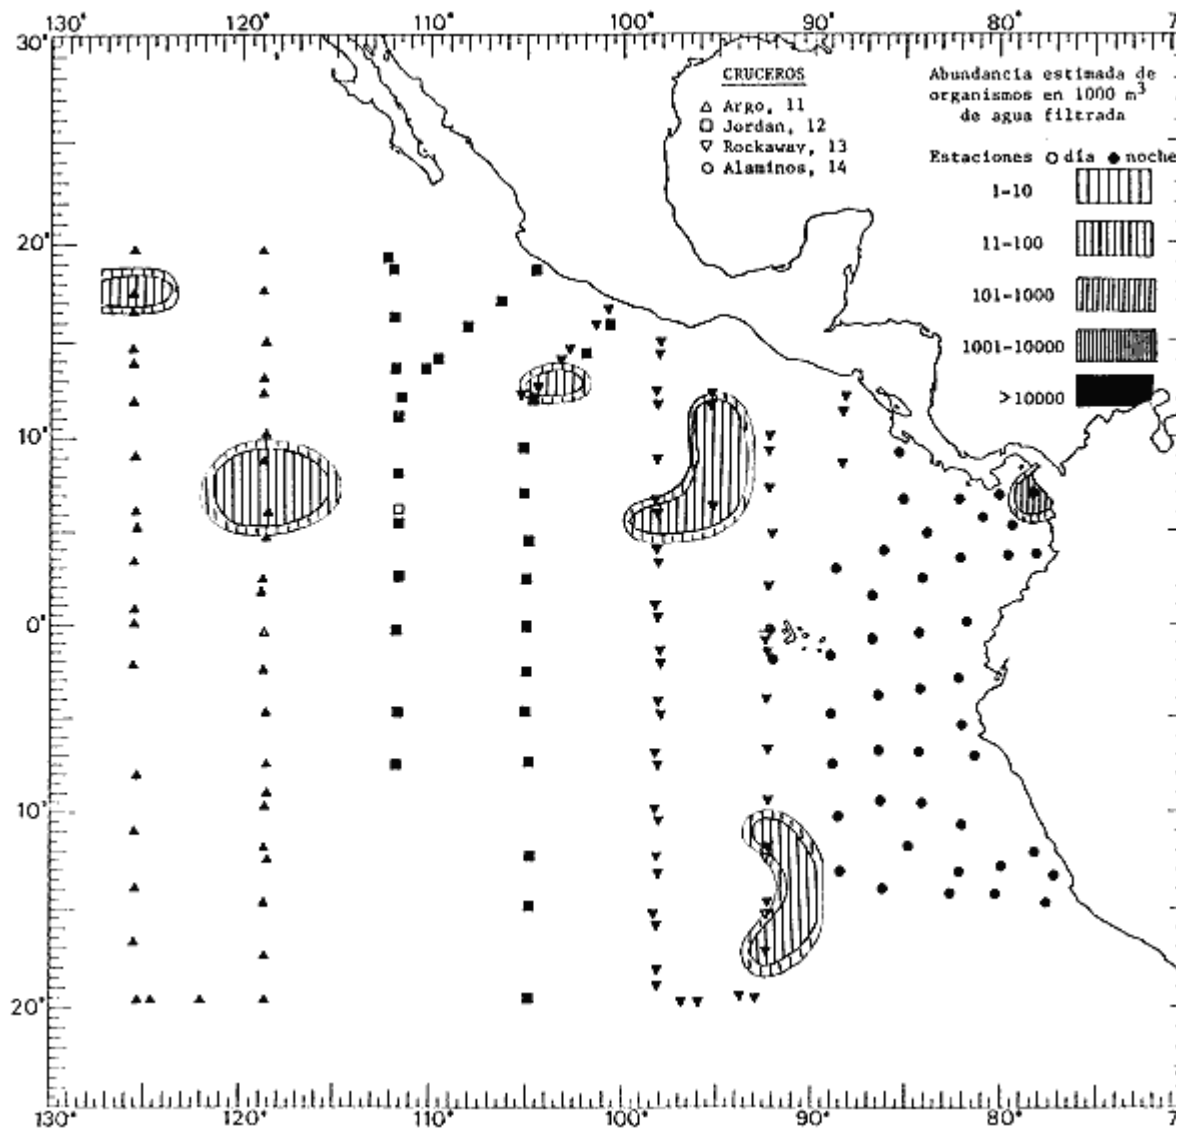 130° 120° 110° 100° 90° 80° 7
30°
CRUCEROS
△ Argo, 11
□ Jordan, 12
▽ Rockaway, 13
○ Alaminos, 14
Abundancia estimada de
organismos en 1000 m³
de agua filtrada
Estaciones ○ día ● noche
1-10
11-100
101-1000
1001-10000
>10000
20°
10°
0°
10°
20°
130° 120° 110° 100° 90° 80° 7